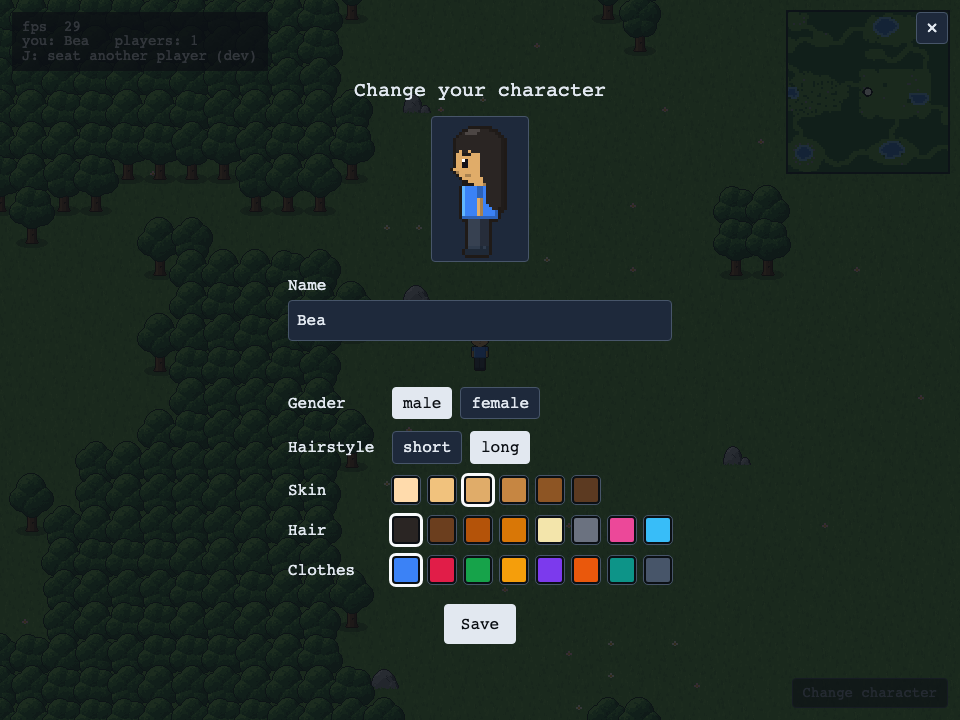 fps 29
you: Bea players: 1
J: seat another player (dev)
×
Change your character
Name
Bea
Gender male female
Hairstyle short long
Skin
Hair
Clothes
Save
Change character